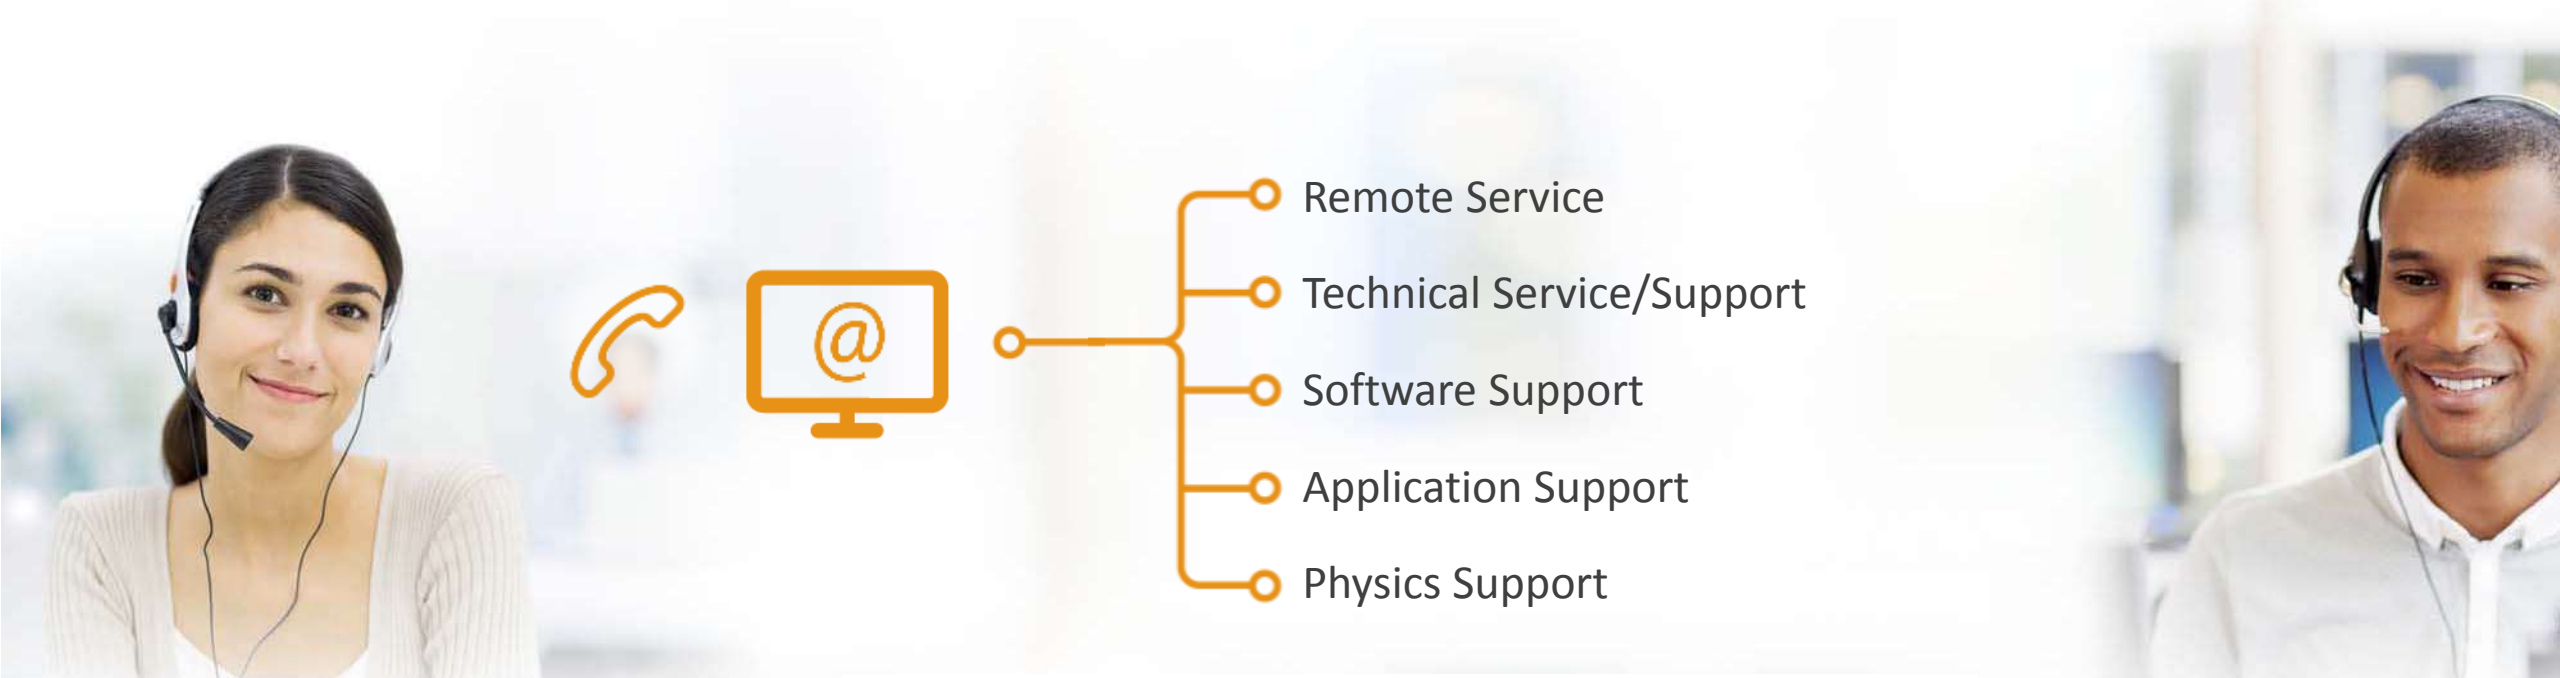 @
Remote Service
Technical Service/Support
Software Support
Application Support
Physics Support